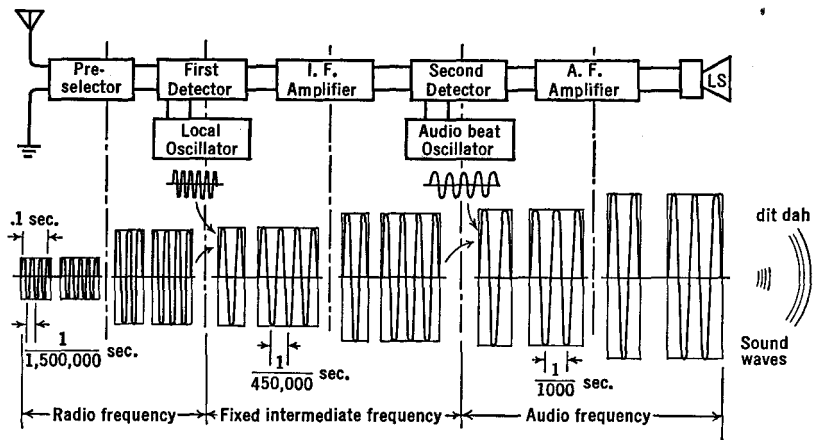 Pre-
selector
First
Detector
I. F.
Amplifier
Second
Detector
A. F.
Amplifier
LS
Local
Oscillator
Audio beat
Oscillator
.1 sec.
dit dah
1
1,500,000 sec.
1
450,000 sec.
1
1000 sec.
Sound
waves
Radio frequency
Fixed intermediate frequency
Audio frequency